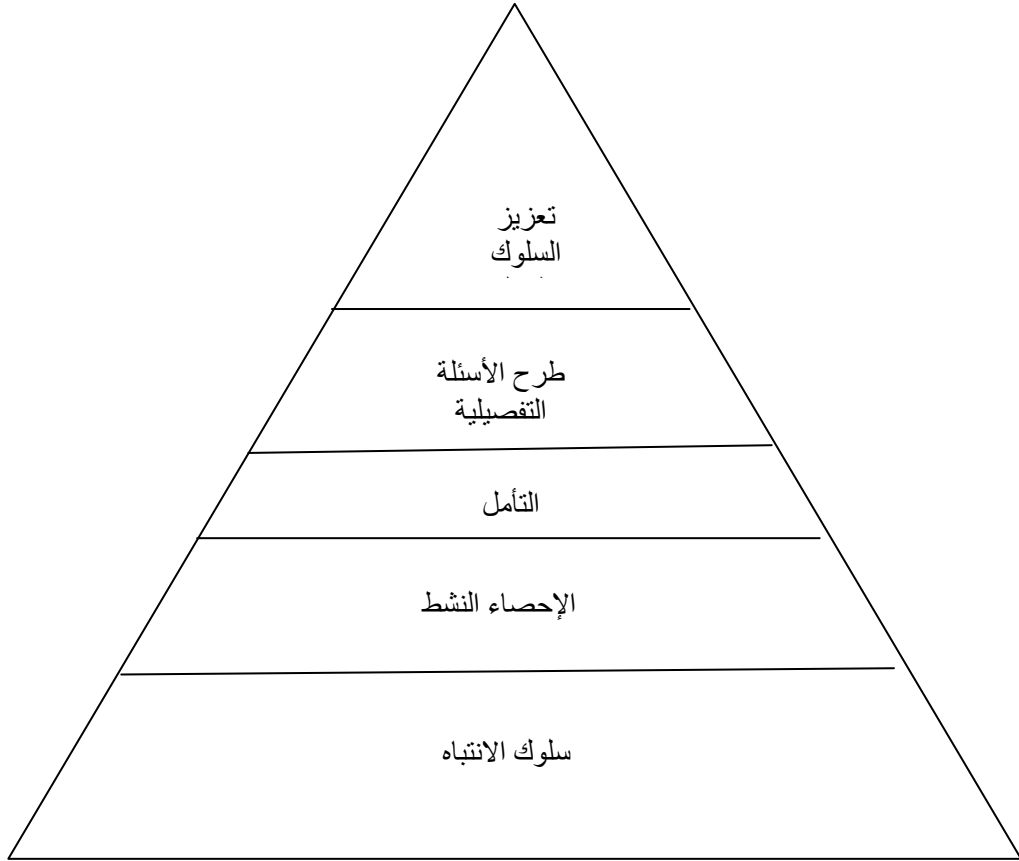 تعزيز
السلوك
طرح الأسئلة
التفصيلية
التأمل
الإحصاء النشط
سلوك الانتباه